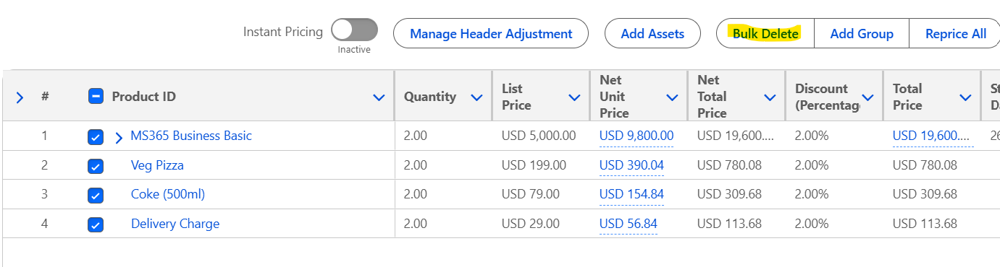 Instant Pricing
Inactive
Manage Header Adjustment
Add Assets
Bulk Delete
Add Group
Reprice All
# Product ID Quantity List Price Net Unit Price Net Total Price Discount (Percentag Total Price
1 MS365 Business Basic 2.00 USD 5,000.00 USD 9,800.00 USD 19,600.... 2.00% USD 19,600....
2 Veg Pizza 2.00 USD 199.00 USD 390.04 USD 780.08 2.00% USD 780.08
3 Coke (500ml) 2.00 USD 79.00 USD 154.84 USD 309.68 2.00% USD 309.68
4 Delivery Charge 2.00 USD 29.00 USD 56.84 USD 113.68 2.00% USD 113.68